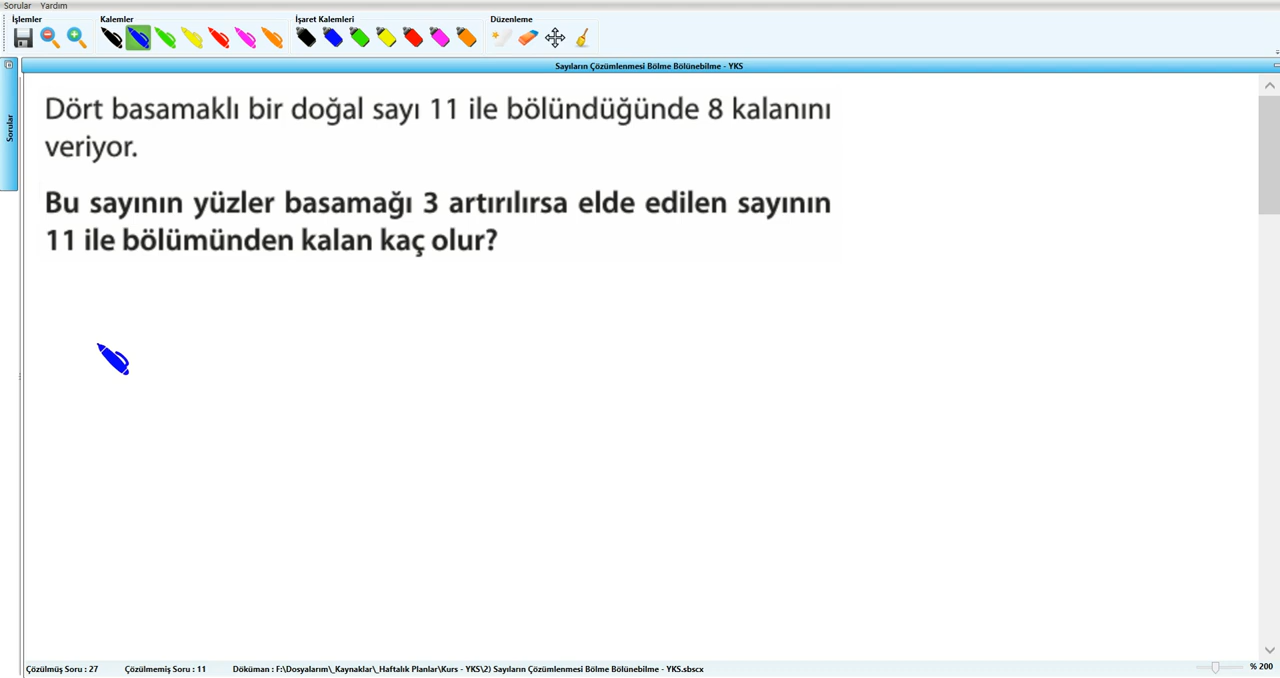 Sorular Yardım
İşlemler Kalemler İşaret Kalemleri Düzenleme
Sayıların Çözümlenmesi Bölme Bölünebilme - YKS
Sorular
Dört basamaklı bir doğal sayı 11 ile bölündüğünde 8 kalanını
veriyor.
Bu sayının yüzler basamağı 3 artırılırsa elde edilen sayının
11 ile bölümünden kalan kaç olur?
Çözülmüş Soru : 27 Çözülmemiş Soru : 11 Döküman : F:\Dosyalarım\_Kaynaklar\_Haftalık Planlar\Kurs - YKS\2) Sayıların Çözümlenmesi Bölme Bölünebilme - YKS.sbscx % 200